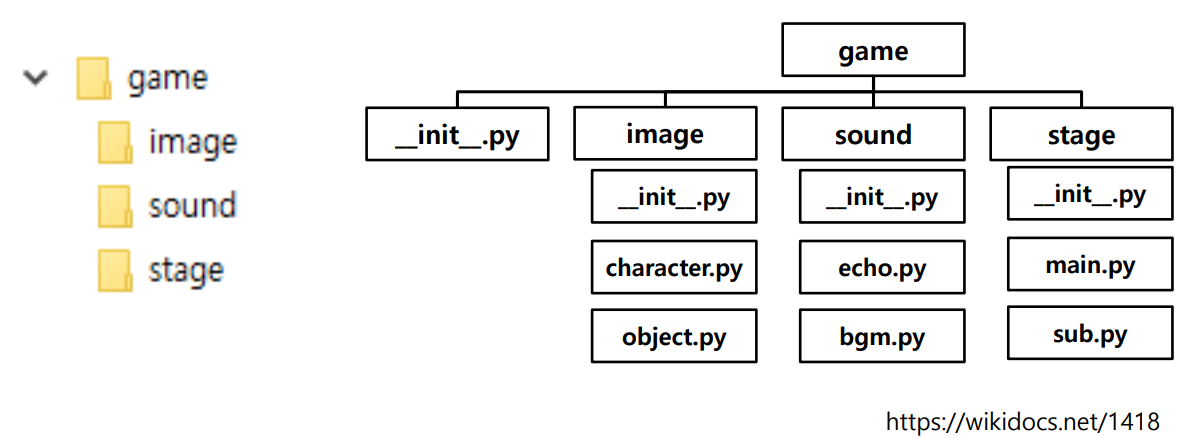 game
image
sound
stage
game
__init__.py
image
sound
stage
__init__.py
__init__.py
__init__.py
character.py
echo.py
main.py
object.py
bgm.py
sub.py
https://wikidocs.net/1418